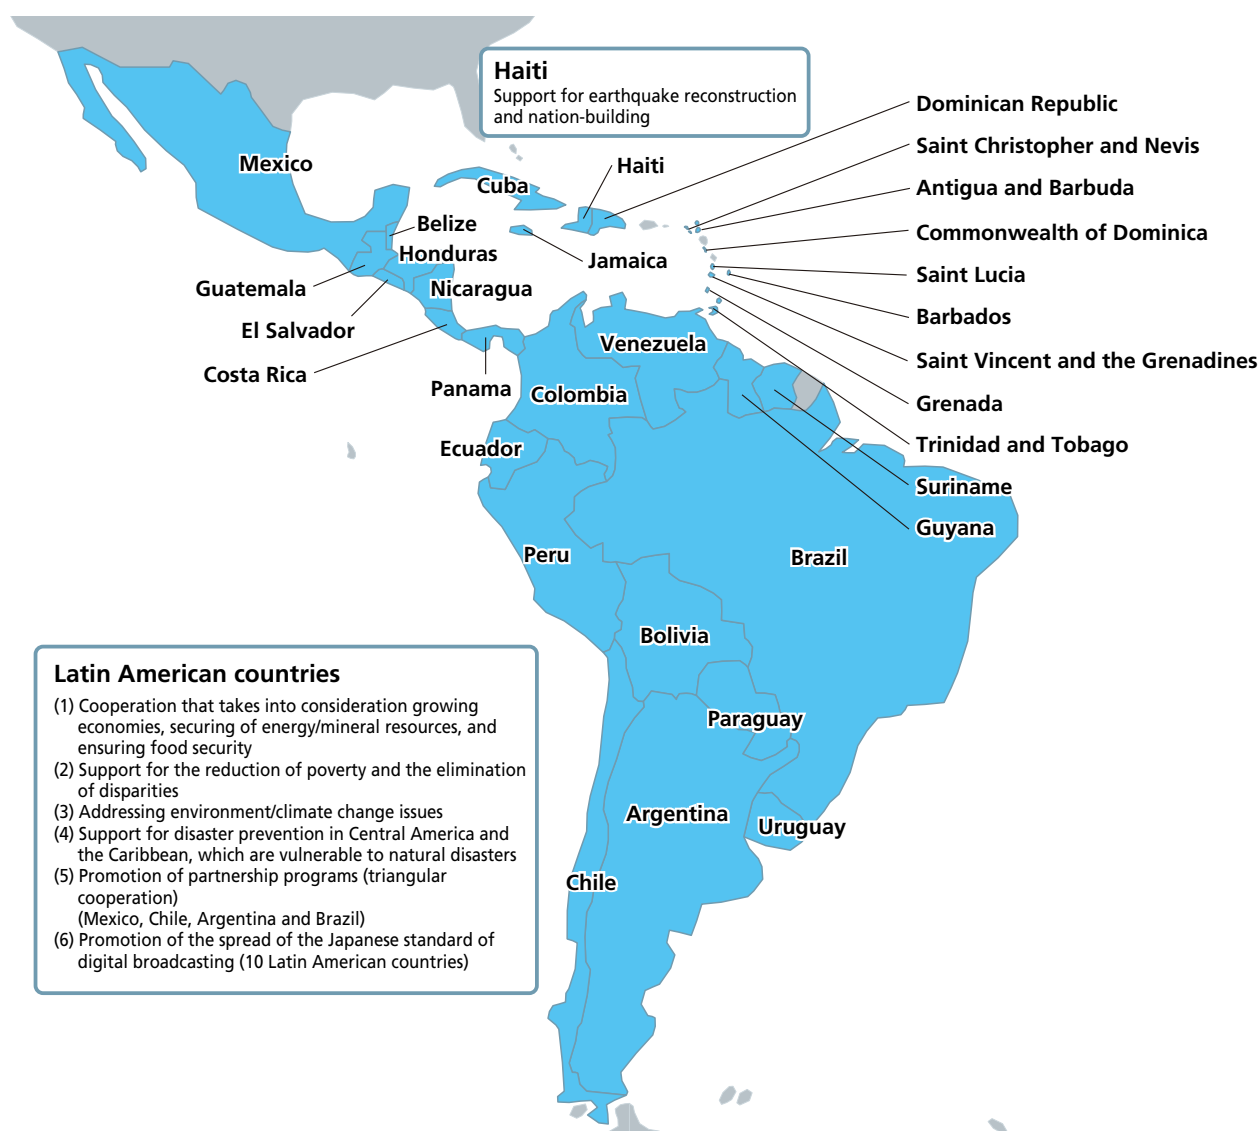 Haiti
Support for earthquake reconstruction
and nation-building
Dominican Republic
Saint Christopher and Nevis
Antigua and Barbuda
Commonwealth of Dominica
Saint Lucia
Barbados
Saint Vincent and the Grenadines
Grenada
Trinidad and Tobago
Suriname
Guyana
Mexico
Cuba
Haiti
Belize
Honduras
Jamaica
Guatemala
Nicaragua
El Salvador
Costa Rica
Panama
Venezuela
Colombia
Ecuador
Peru
Brazil
Bolivia
Paraguay
Argentina
Uruguay
Chile
Latin American countries
(1) Cooperation that takes into consideration growing
economies, securing of energy/mineral resources, and
ensuring food security
(2) Support for the reduction of poverty and the elimination
of disparities
(3) Addressing environment/climate change issues
(4) Support for disaster prevention in Central America and
the Caribbean, which are vulnerable to natural disasters
(5) Promotion of partnership programs (triangular
cooperation)
(Mexico, Chile, Argentina and Brazil)
(6) Promotion of the spread of the Japanese standard of
digital broadcasting (10 Latin American countries)